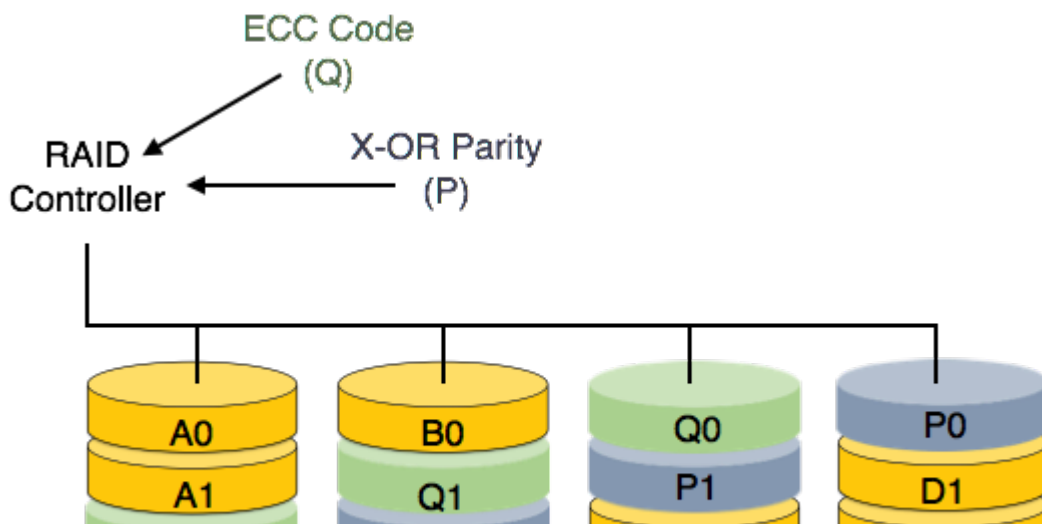 ECC Code
(Q)
X-OR Parity
(P)
RAID
Controller
A0
B0
Q0
P0
A1
Q1
P1
D1